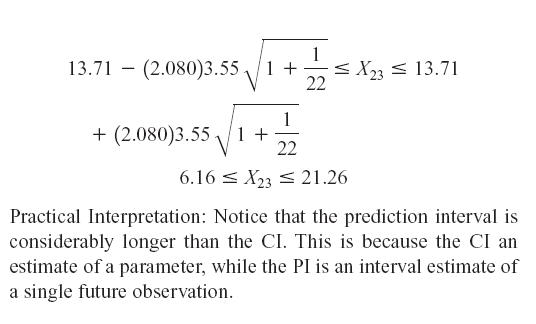 13.71 − (2.080)3.55 √(1 + 1/22) ≤ X₂₃ ≤ 13.71
+ (2.080)3.55 √(1 + 1/22)
6.16 ≤ X₂₃ ≤ 21.26
Practical Interpretation: Notice that the prediction interval is
considerably longer than the CI. This is because the CI an
estimate of a parameter, while the PI is an interval estimate of
a single future observation.